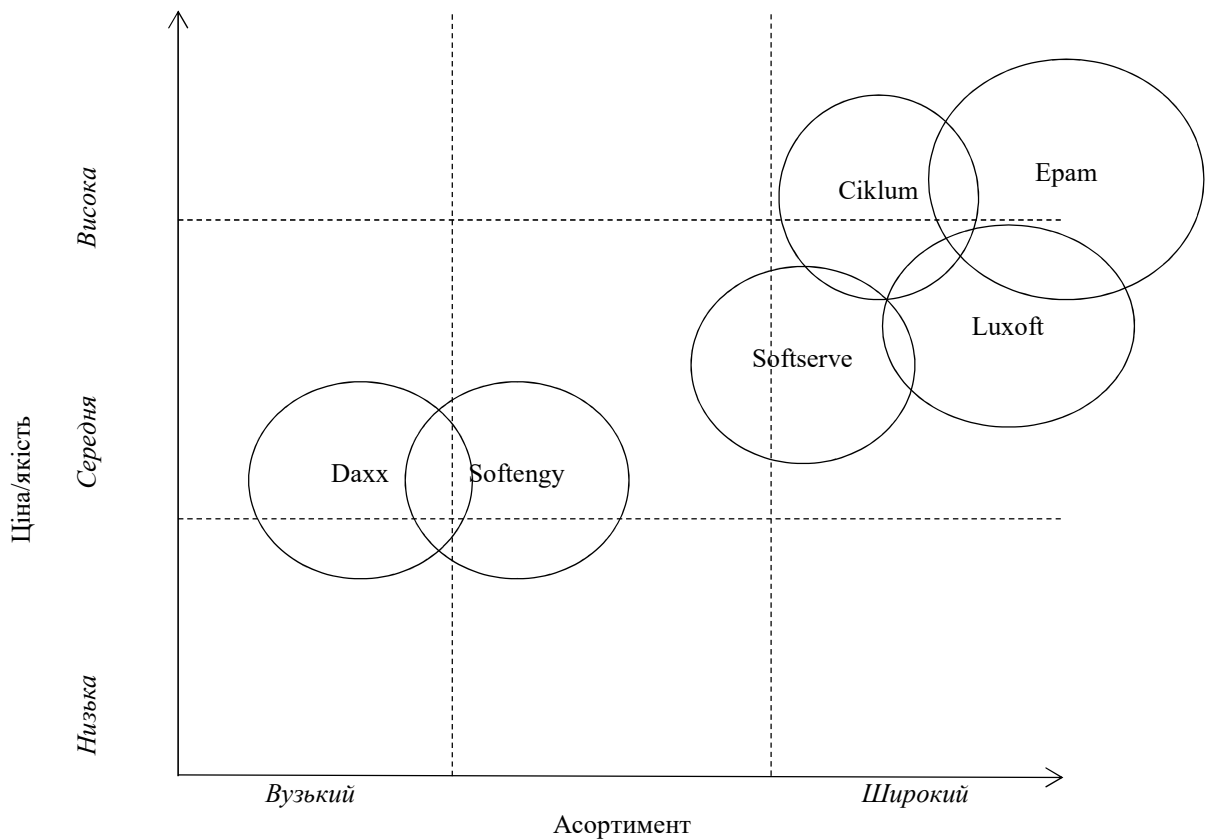 Epam
Ciklum
Висока
Luxoft
Softserve
Середня
Ціна/якість
Daxx
Softengy
Низька
Вузький
Широкий
Асортимент